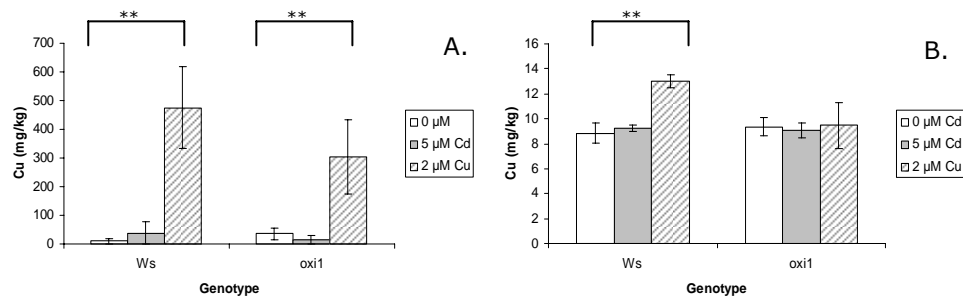 ** ** A.
700
600
500
400
300
200
100
0
Cu (mg/kg)
Ws oxi1
Genotype
0 µM
5 µM Cd
2 µM Cu
** B.
16
14
12
10
8
6
4
2
0
Cu (mg/kg)
Ws oxi1
Genotype
0 µM Cd
5 µM Cd
2 µM Cu